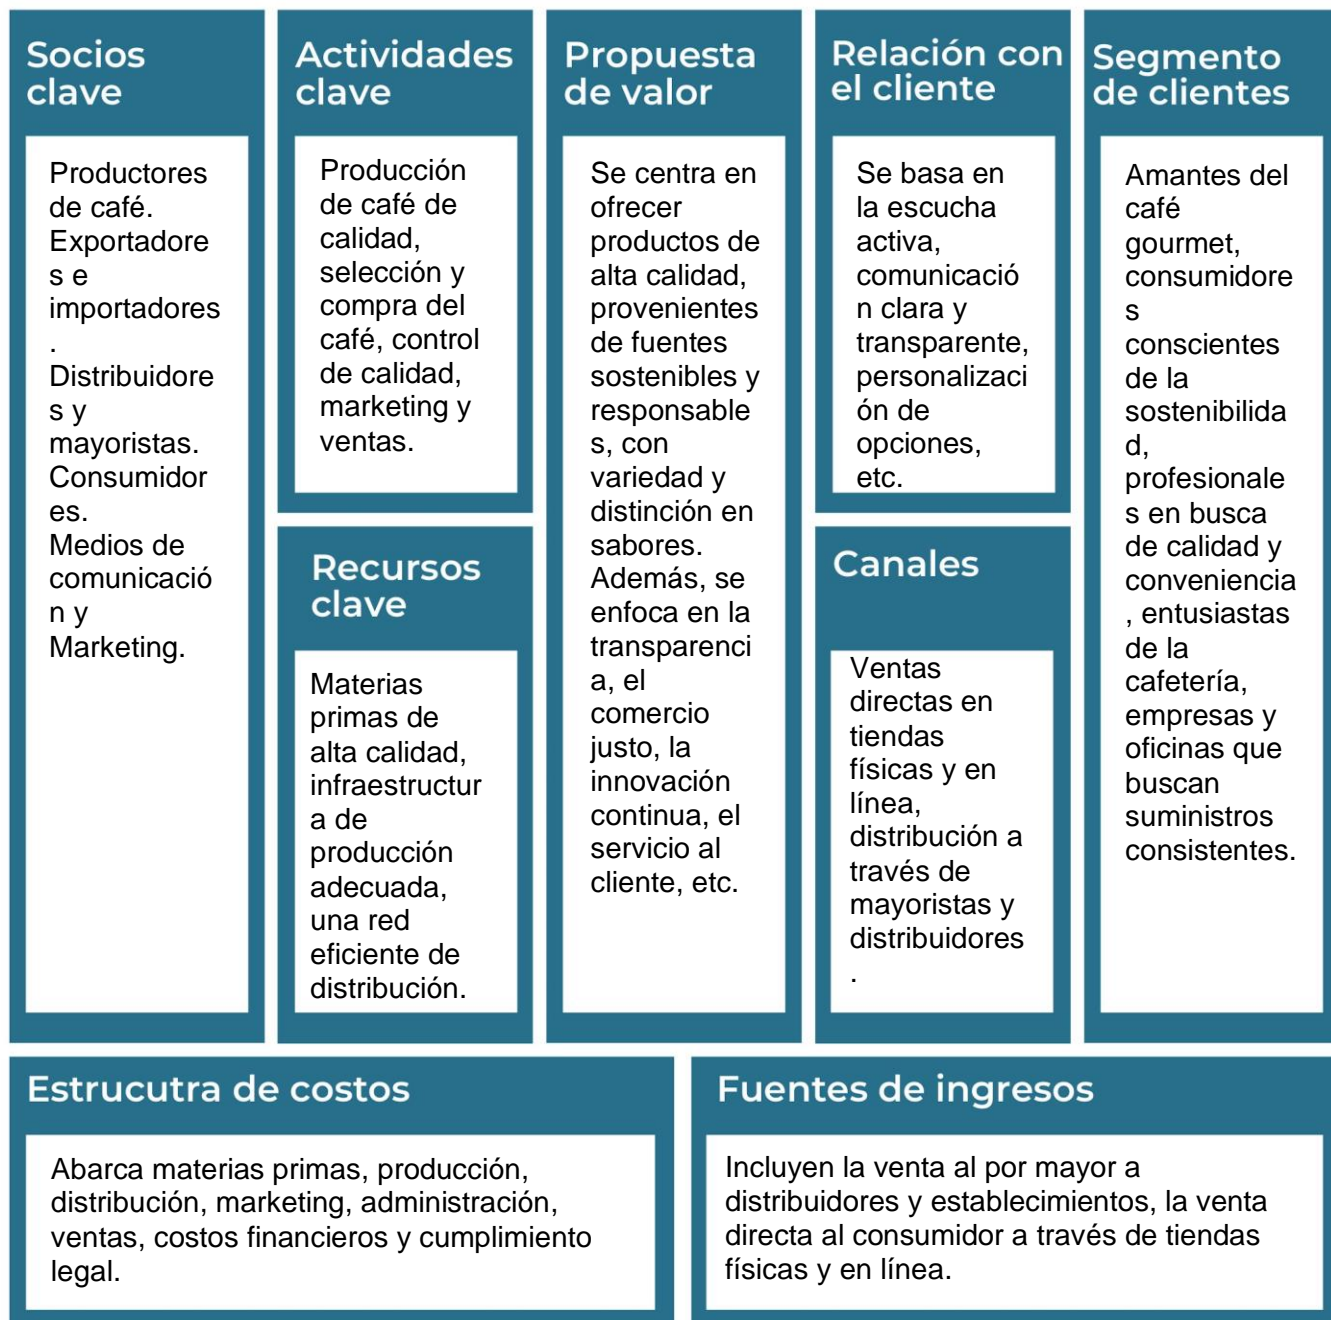 Socios
clave
Productores
de café.
Exportadore
s e
importadores
.
Distribuidore
s y
mayoristas.
Consumidor
es.
Medios de
comunicació
n y
Marketing.
Actividades
clave
Producción
de café de
calidad,
selección y
compra del
café, control
de calidad,
marketing y
ventas.
Recursos
clave
Materias
primas de
alta calidad,
infraestructur
a de
producción
adecuada,
una red
eficiente de
distribución.
Propuesta
de valor
Se centra en
ofrecer
productos de
alta calidad,
provenientes
de fuentes
sostenibles y
responsable
s, con
variedad y
distinción en
sabores.
Además, se
enfoca en la
transparenci
a, el
comercio
justo, la
innovación
continua, el
servicio al
cliente, etc.
Relación con
el cliente
Se basa en
la escucha
activa,
comunicació
n clara y
transparente,
personalizaci
ón de
opciones,
etc.
Canales
Ventas
directas en
tiendas
físicas y en
línea,
distribución a
través de
mayoristas y
distribuidores
.
Segmento
de clientes
Amantes del
café
gourmet,
consumidore
s
conscientes
de la
sostenibilida
d,
profesionale
s en busca
de calidad y
conveniencia
, entusiastas
de la
cafetería,
empresas y
oficinas que
buscan
suministros
consistentes.
Estrucutra de costos
Abarca materias primas, producción,
distribución, marketing, administración,
ventas, costos financieros y cumplimiento
legal.
Fuentes de ingresos
Incluyen la venta al por mayor a
distribuidores y establecimientos, la venta
directa al consumidor a través de tiendas
físicas y en línea.